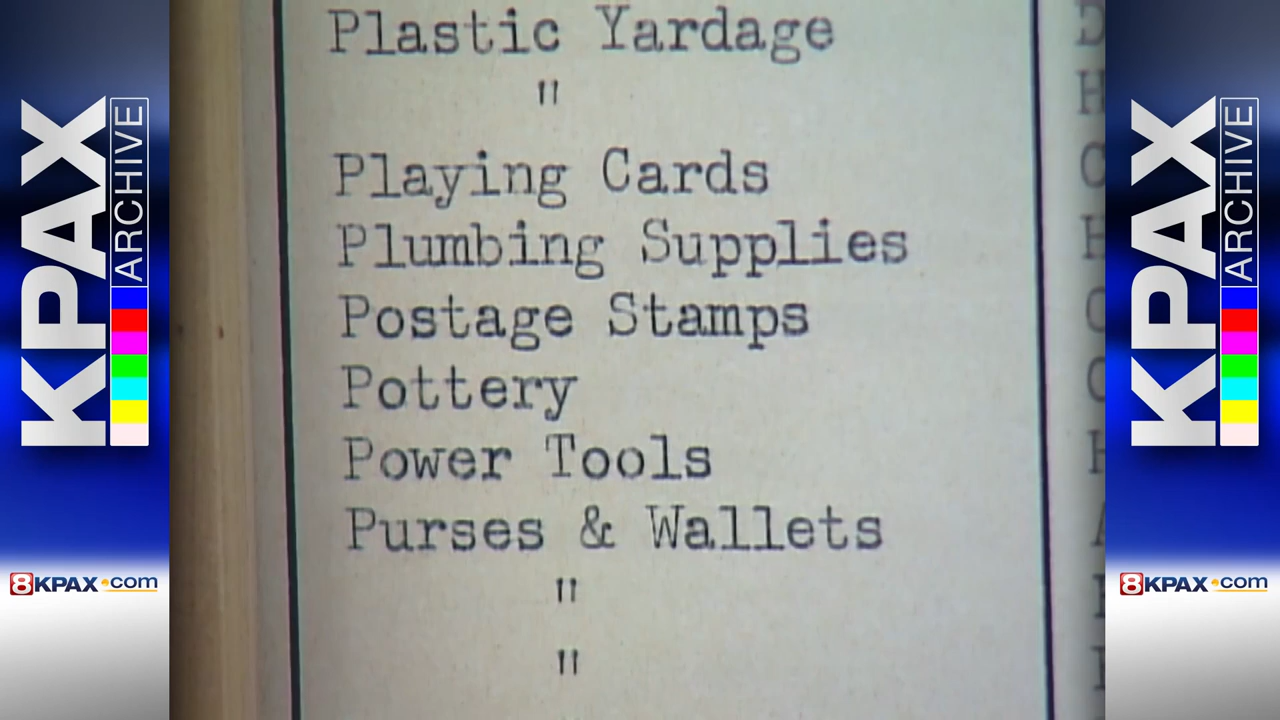 Plastic Yardage
"
Playing Cards
Plumbing Supplies
Postage Stamps
Pottery
Power Tools
Purses & Wallets
"
"
KPAX ARCHIVE
8KPAX.com
KPAX ARCHIVE
8KPAX.com